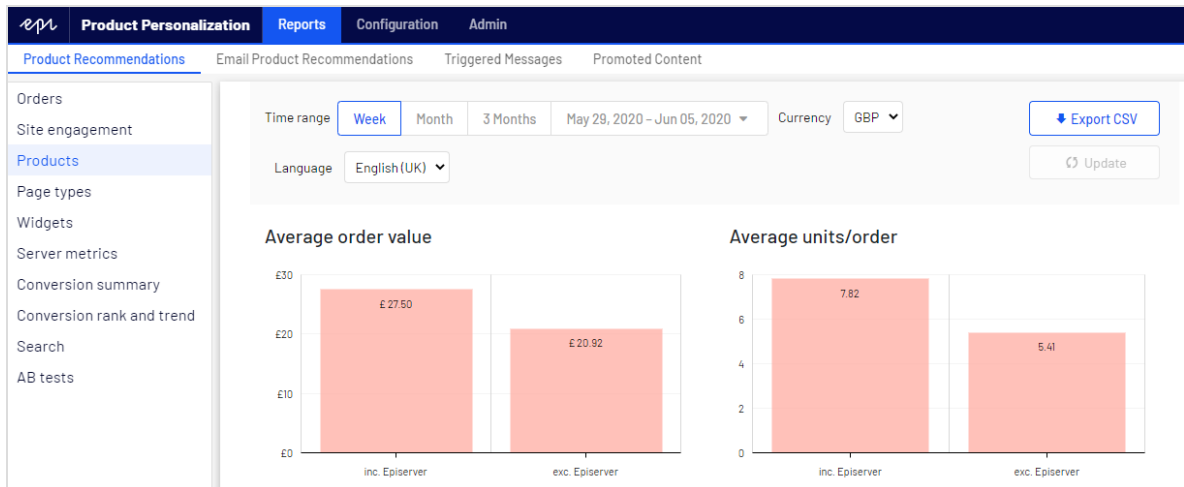 epi Product Personalization Reports Configuration Admin
Product Recommendations Email Product Recommendations Triggered Messages Promoted Content
Orders
Site engagement
Products
Page types
Widgets
Server metrics
Conversion summary
Conversion rank and trend
Search
AB tests
Time range Week Month 3 Months May 29, 2020 – Jun 05, 2020 Currency GBP Export CSV
Language English (UK) Update
Average order value
£30
£20
£10
£0
£ 27.50
£ 20.92
inc. Episerver exc. Episerver
Average units/order
8
6
4
2
0
7.82
5.41
inc. Episerver exc. Episerver